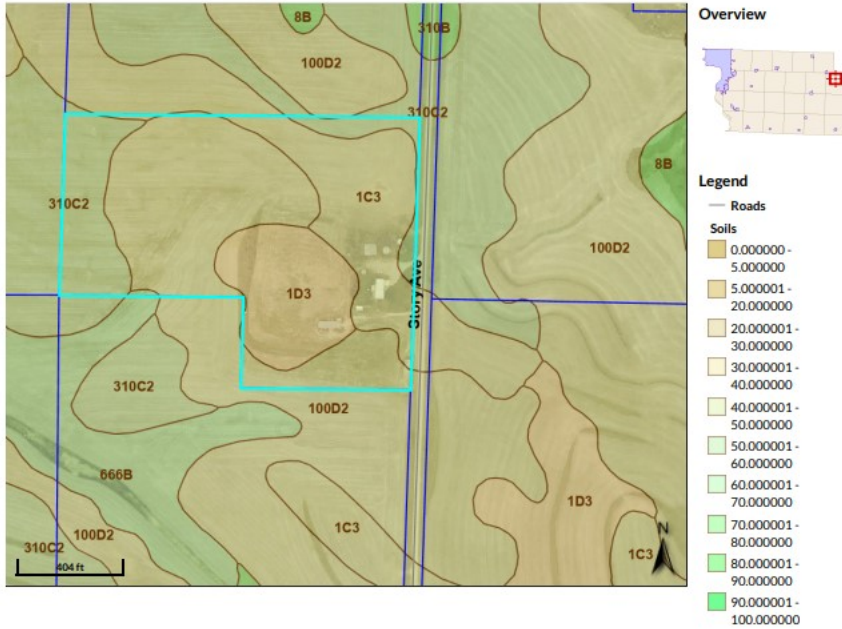 8B
310B
100D2
310C2
8B
1C3
310C2
100D2
1D3
Story Ave
310C2
100D2
666B
1D3
1C3
100D2
310C2
N
1C3
404 ft
Overview
Legend
Roads
Soils
0.000000 -
5.000000
5.000001 -
20.000000
20.000001 -
30.000000
30.000001 -
40.000000
40.000001 -
50.000000
50.000001 -
60.000000
60.000001 -
70.000000
70.000001 -
80.000000
80.000001 -
90.000000
90.000001 -
100.000000